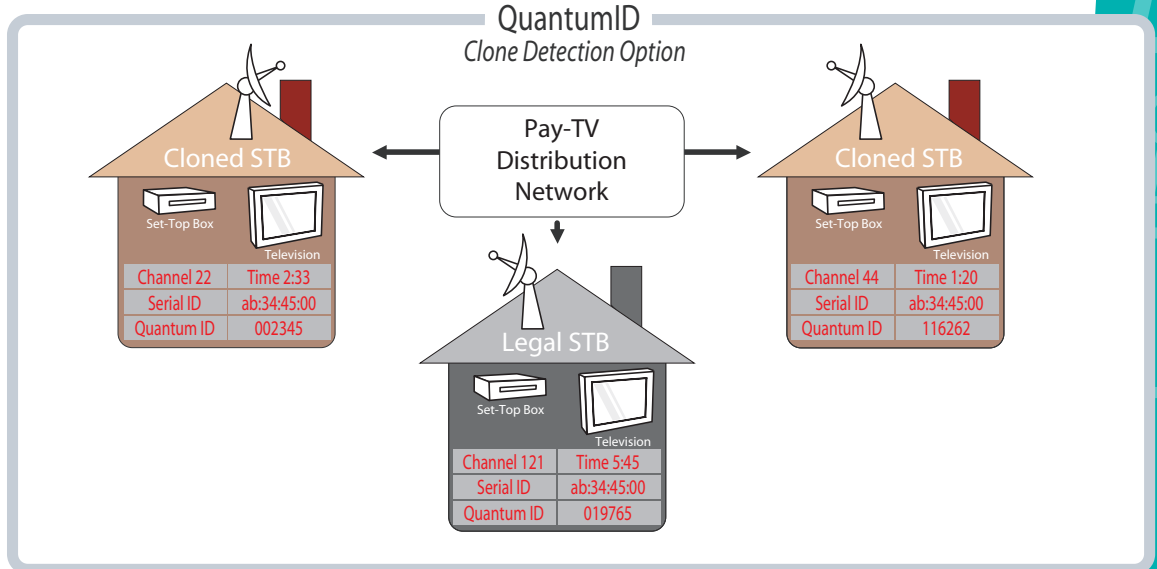 QuantumID
Clone Detection Option
Pay-TV
Distribution
Network
Cloned STB
Set-Top Box
Television
Channel 22 Time 2:33
Serial ID ab:34:45:00
Quantum ID 002345
Cloned STB
Set-Top Box
Television
Channel 44 Time 1:20
Serial ID ab:34:45:00
Quantum ID 116262
Legal STB
Set-Top Box
Television
Channel 121 Time 5:45
Serial ID ab:34:45:00
Quantum ID 019765